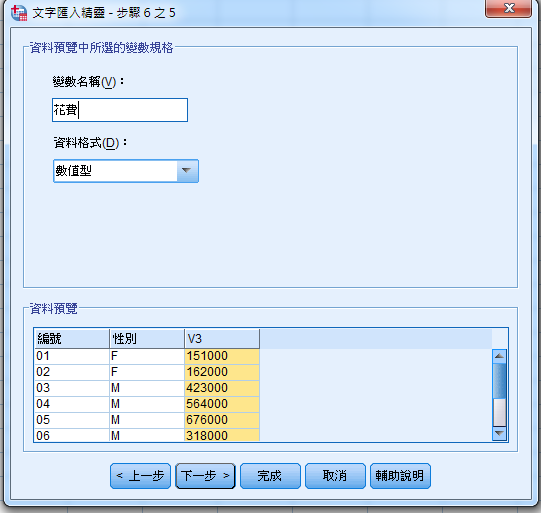 文字匯入精靈 - 步驟 6 之 5
資料預覽中所選的變數規格
變數名稱(V)：
花費
資料格式(D)：
數值型
資料預覽
編號 性別 V3
01 F 151000
02 F 162000
03 M 423000
04 M 564000
05 M 676000
06 M 318000
< 上一步 下一步 > 完成 取消 輔助說明